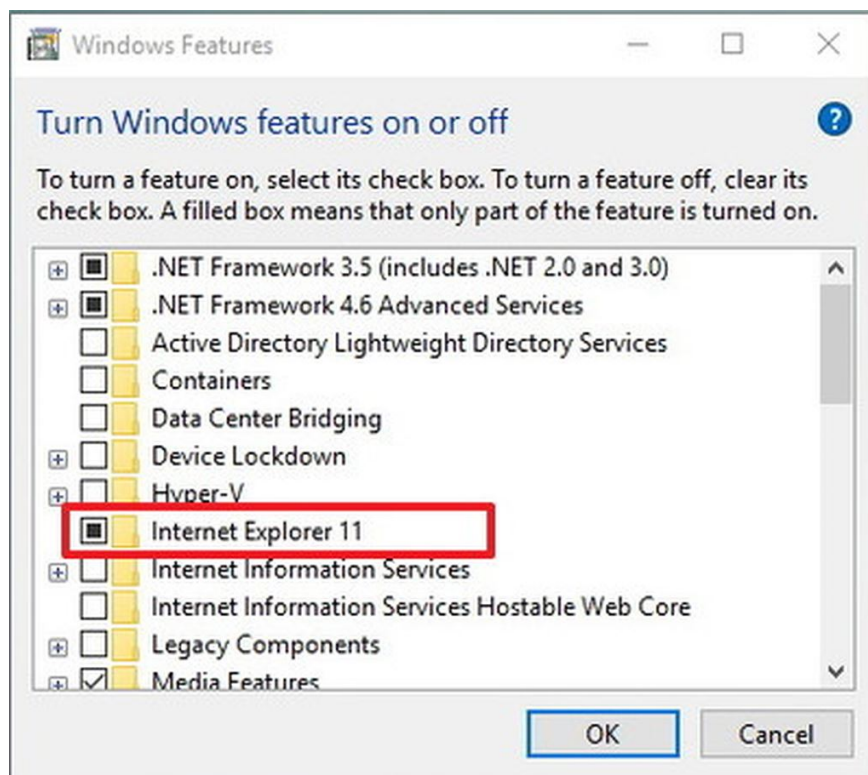 Windows Features
Turn Windows features on or off
To turn a feature on, select its check box. To turn a feature off, clear its
check box. A filled box means that only part of the feature is turned on.
.NET Framework 3.5 (includes .NET 2.0 and 3.0)
.NET Framework 4.6 Advanced Services
Active Directory Lightweight Directory Services
Containers
Data Center Bridging
Device Lockdown
Hyper-V
Internet Explorer 11
Internet Information Services
Internet Information Services Hostable Web Core
Legacy Components
Media Features
OK
Cancel